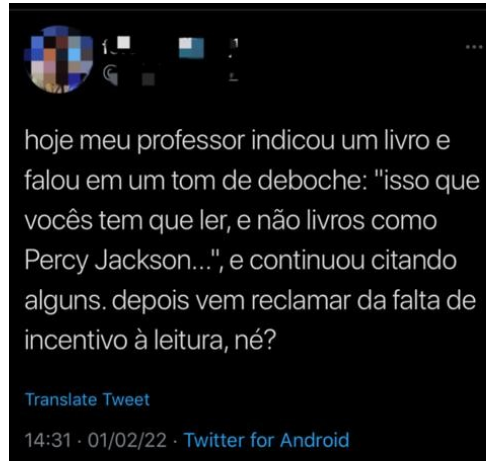 hoje meu professor indicou um livro e
falou em um tom de deboche: "isso que
vocês tem que ler, e não livros como
Percy Jackson...", e continuou citando
alguns. depois vem reclamar da falta de
incentivo à leitura, né?
Translate Tweet
14:31 · 01/02/22 · Twitter for Android